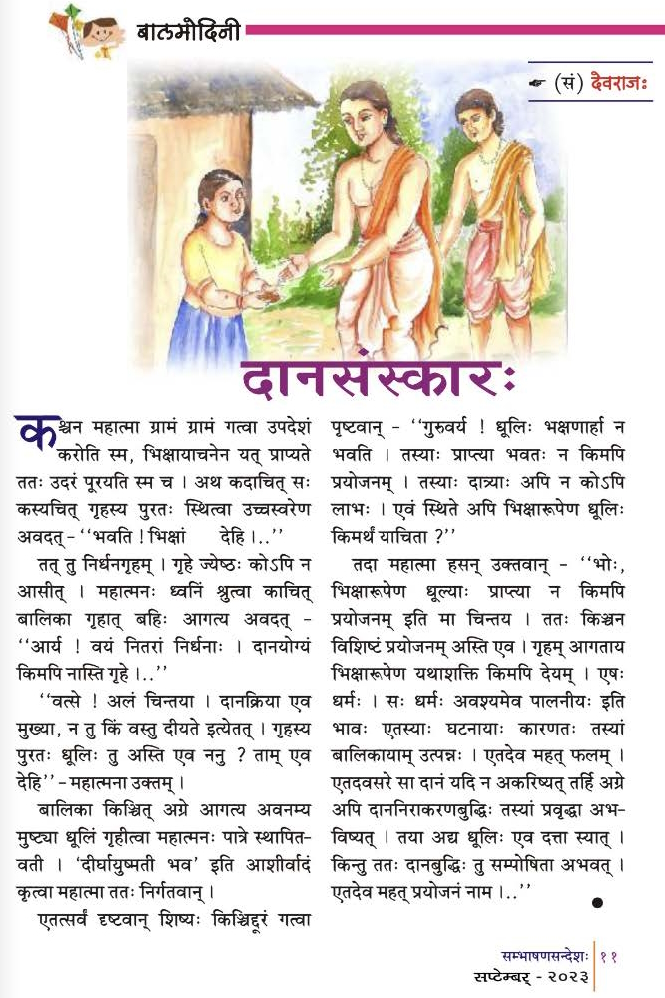 बालमोदिनी
☛ (सं) देवराजः
दानसंस्कारः
कश्चन महात्मा ग्रामं ग्रामं गत्वा उपदेशं
करोति स्म, भिक्षायाचनेन यत् प्राप्यते
ततः उदरं पूरयति स्म च । अथ कदाचित् सः
कस्यचित् गृहस्य पुरतः स्थित्वा उच्चस्वरेण
अवदत् – ‘‘भवति ! भिक्षां देहि ।..’’
तत् तु निर्धनगृहम् । गृहे ज्येष्ठः कोऽपि न
आसीत् । महात्मनः ध्वनिं श्रुत्वा काचित्
बालिका गृहात् बहिः आगत्य अवदत् –
‘‘आर्य ! वयं नितरां निर्धनाः । दानयोग्यं
किमपि नास्ति गृहे ।..’’
‘‘वत्से ! अलं चिन्तया । दानक्रिया एव
मुख्या, न तु किं वस्तु दीयते इत्येतत् । गृहस्य
पुरतः धूलिः तु अस्ति एव ननु ? ताम् एव
देहि’’ – महात्मना उक्तम् ।
बालिका किञ्चित् अग्रे आगत्य अवनम्य
मुष्ट्या धूलिं गृहीत्वा महात्मनः पात्रे स्थापित-
वती । ‘दीर्घायुष्मती भव’ इति आशीर्वादं
कृत्वा महात्मा ततः निर्गतवान् ।
एतत्सर्वं दृष्टवान् शिष्यः किञ्चिद्दूरं गत्वा
पृष्टवान् – ‘‘गुरुवर्य ! धूलिः भक्षणार्हा न
भवति । तस्याः प्राप्त्या भवतः न किमपि
प्रयोजनम् । तस्याः दात्र्याः अपि न कोऽपि
लाभः । एवं स्थिते अपि भिक्षारूपेण धूलिः
किमर्थं याचिता ?’’
तदा महात्मा हसन् उक्तवान् – ‘‘भोः,
भिक्षारूपेण धूल्याः प्राप्त्या न किमपि
प्रयोजनम् इति मा चिन्तय । ततः किञ्चन
विशिष्टं प्रयोजनम् अस्ति एव । गृहम् आगताय
भिक्षारूपेण यथाशक्ति किमपि देयम् । एषः
धर्मः । सः धर्मः अवश्यमेव पालनीयः इति
भावः एतस्याः घटनायाः कारणतः तस्यां
बालिकायाम् उत्पन्नः । एतदेव महत् फलम् ।
एतदवसरे सा दानं यदि न अकरिष्यत् तर्हि अग्रे
अपि दाननिराकरणबुद्धिः तस्यां प्रवृद्धा अभ-
विष्यत् । तया अद्य धूलिः एव दत्ता स्यात् ।
किन्तु ततः दानबुद्धिः तु सम्पोषिता अभवत् ।
एतदेव महत् प्रयोजनं नाम ।..’’
सम्भाषणसन्देशः ११
सप्टेम्बर् - २०२३